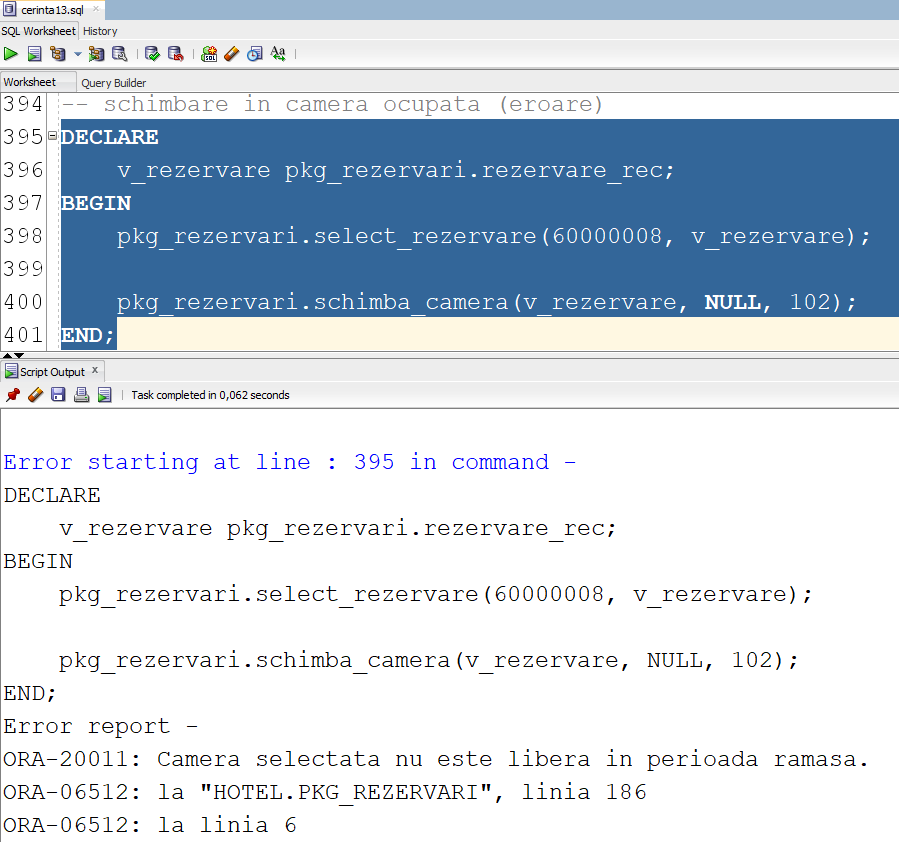 cerinta13.sql
SQL Worksheet History
Worksheet Query Builder
394 -- schimbare in camera ocupata (eroare)
395 DECLARE
396 v_rezervare pkg_rezervari.rezervare_rec;
397 BEGIN
398 pkg_rezervari.select_rezervare(60000008, v_rezervare);
399
400 pkg_rezervari.schimba_camera(v_rezervare, NULL, 102);
401 END;
Script Output
Task completed in 0,062 seconds
Error starting at line : 395 in command -
DECLARE
v_rezervare pkg_rezervari.rezervare_rec;
BEGIN
pkg_rezervari.select_rezervare(60000008, v_rezervare);
pkg_rezervari.schimba_camera(v_rezervare, NULL, 102);
END;
Error report -
ORA-20011: Camera selectata nu este libera in perioada ramasa.
ORA-06512: la "HOTEL.PKG_REZERVARI", linia 186
ORA-06512: la linia 6